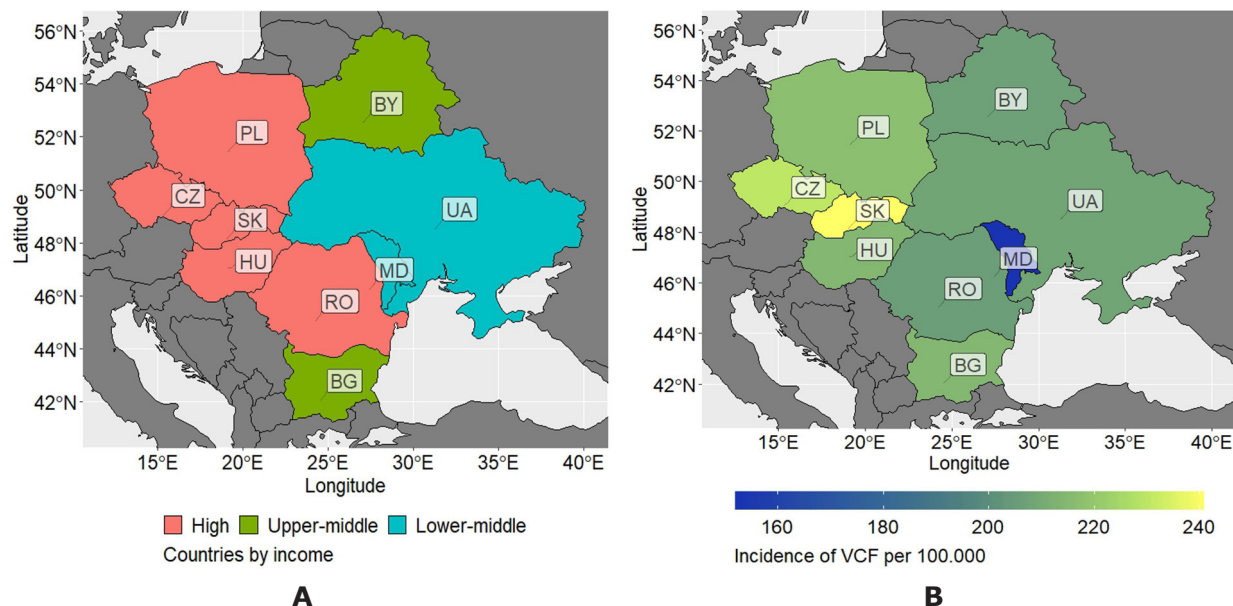 56°N
54°N
52°N
50°N
48°N
46°N
44°N
42°N
Latitude
BY
PL
CZ
UA
SK
HU
MD
RO
BG
15°E 20°E 25°E 30°E 35°E 40°E
Longitude
High Upper-middle Lower-middle
Countries by income
A
56°N
54°N
52°N
50°N
48°N
46°N
44°N
42°N
Latitude
BY
PL
CZ
UA
SK
HU
MD
RO
BG
15°E 20°E 25°E 30°E 35°E 40°E
Longitude
160 180 200 220 240
Incidence of VCF per 100.000
B